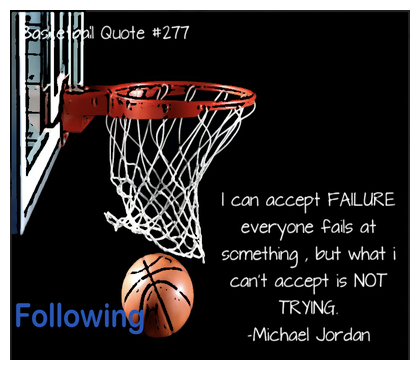 Basketball Quote #277
I can accept FAILURE
everyone fails at
something , but what i
can't accept is NOT
TRYING.
-Michael Jordan
Following